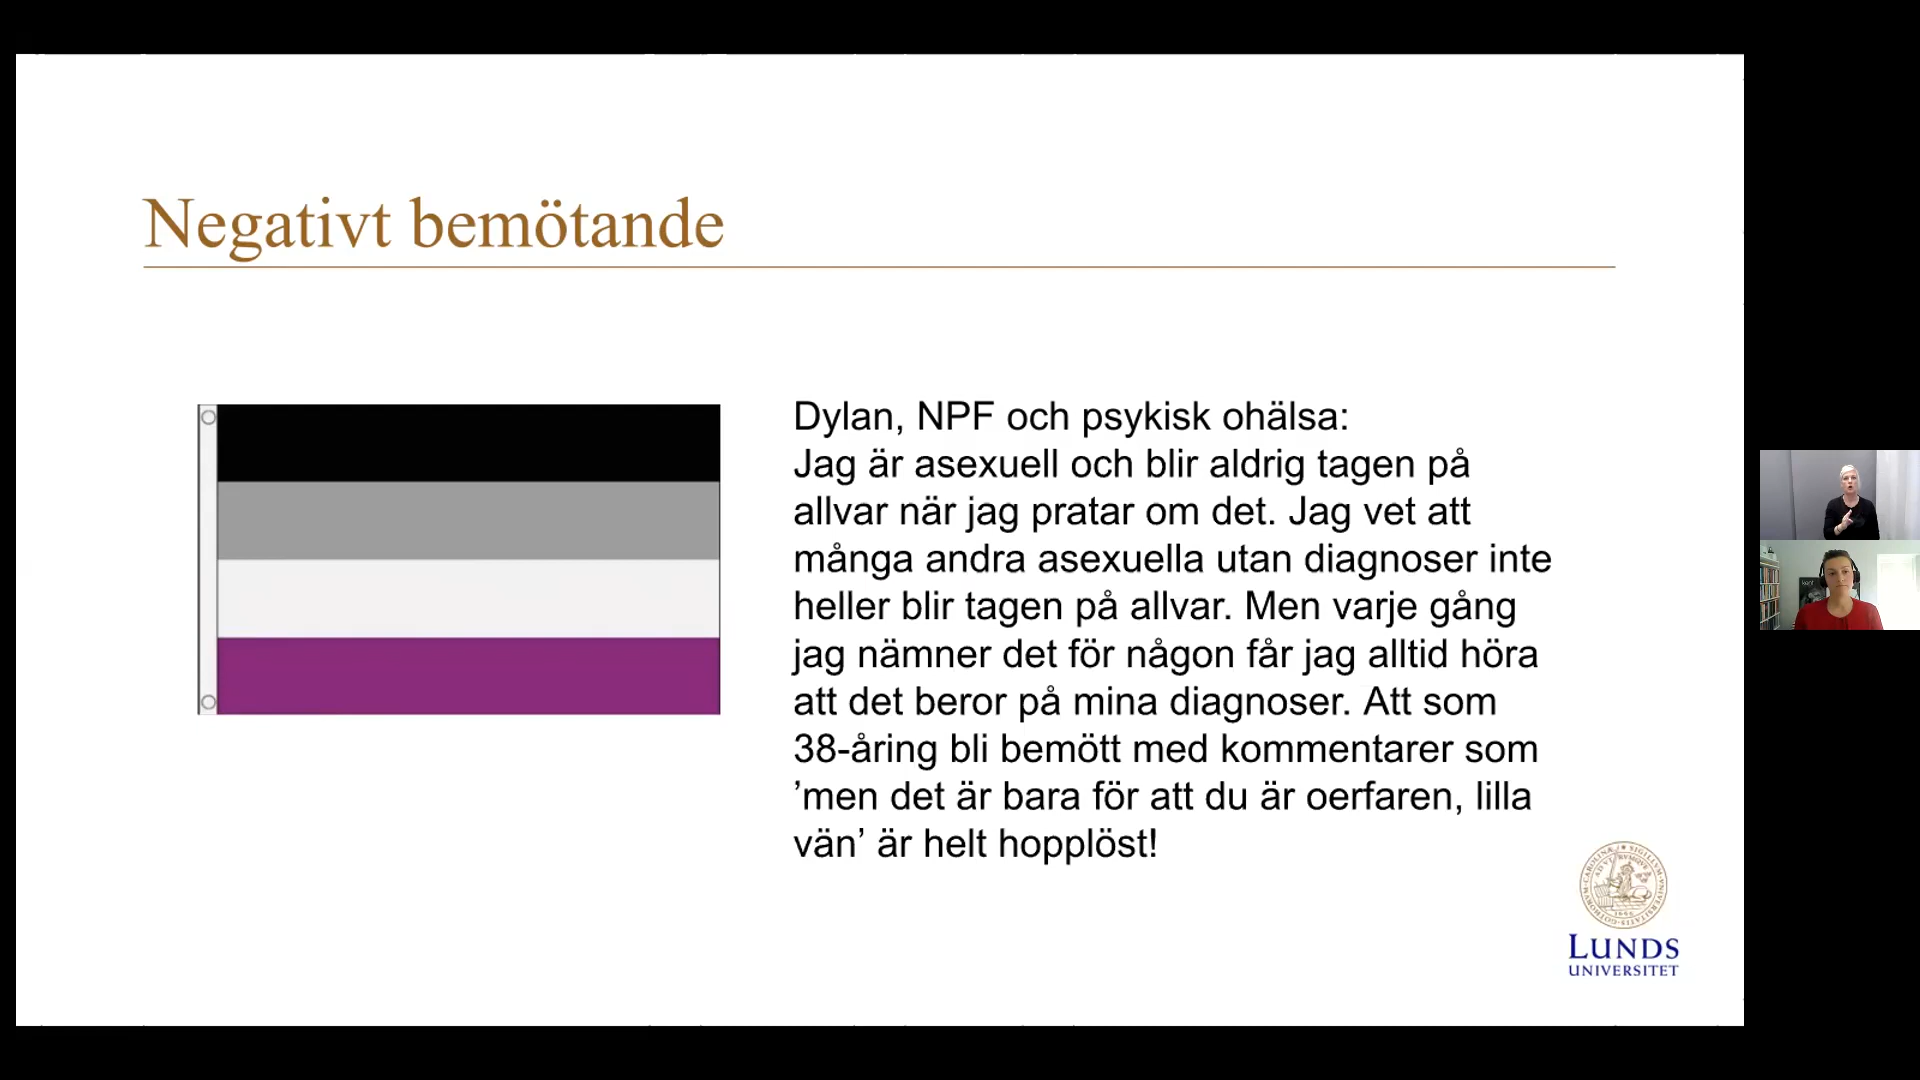 Negativt bemötande
Dylan, NPF och psykisk ohälsa:
Jag är asexuell och blir aldrig tagen på
allvar när jag pratar om det. Jag vet att
många andra asexuella utan diagnoser inte
heller blir tagen på allvar. Men varje gång
jag nämner det för någon får jag alltid höra
att det beror på mina diagnoser. Att som
38-åring bli bemött med kommentarer som
’men det är bara för att du är oerfaren, lilla
vän’ är helt hopplöst!
LUNDS
UNIVERSITET